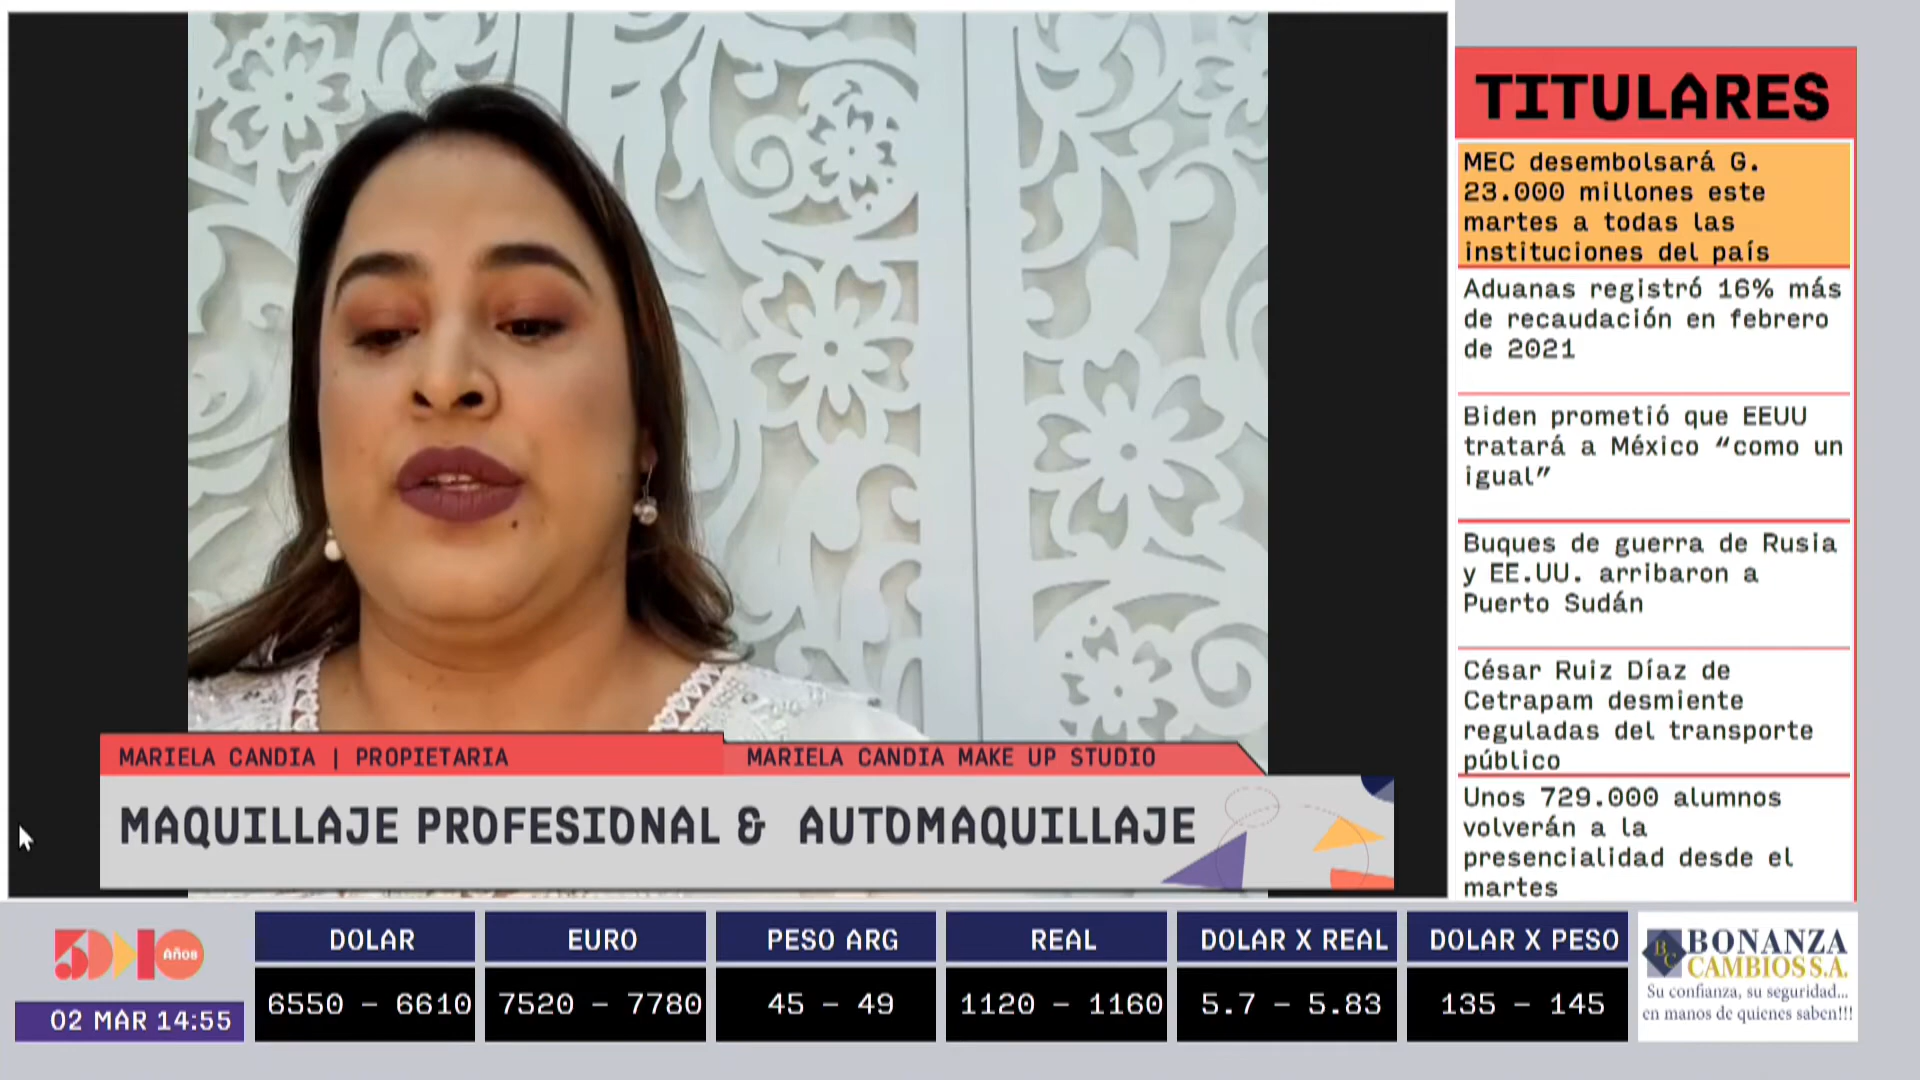 TITULARES
MEC desembolsará G.
23.000 millones este
martes a todas las
instituciones del país
Aduanas registró 16% más
de recaudación en febrero
de 2021
Biden prometió que EEUU
tratará a México “como un
igual”
Buques de guerra de Rusia
y EE.UU. arribaron a
Puerto Sudán
César Ruiz Díaz de
Cetrapam desmiente
reguladas del transporte
público
Unos 729.000 alumnos
volverán a la
presencialidad desde el
martes
MARIELA CANDIA | PROPIETARIA
MARIELA CANDIA MAKE UP STUDIO
MAQUILLAJE PROFESIONAL & AUTOMAQUILLAJE
Años
02 MAR 14:55
DOLAR
6550 - 6610
EURO
7520 - 7780
PESO ARG
45 - 49
REAL
1120 - 1160
DOLAR X REAL
5.7 - 5.83
DOLAR X PESO
135 - 145
BC
BONANZA
CAMBIOS S.A.
Su confianza, su seguridad...
en manos de quienes saben!!!